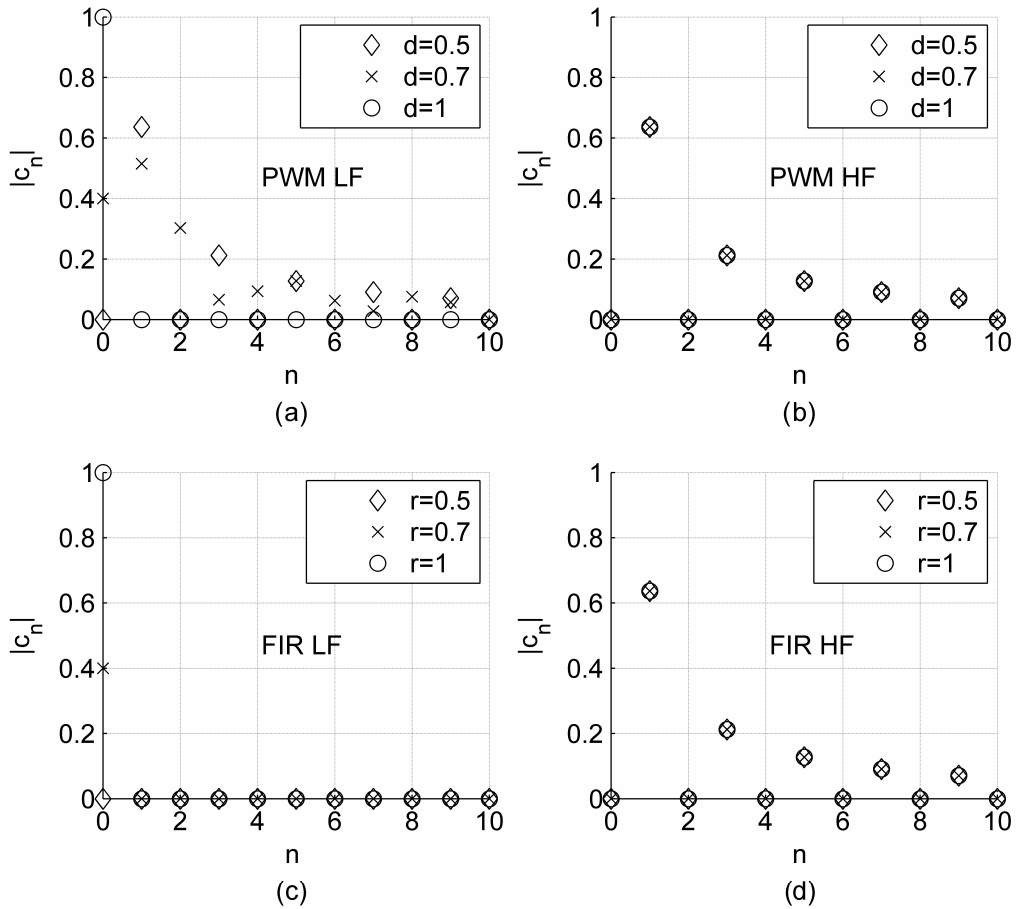 1
0.8
0.6
0.4
0.2
0
|cn|
d=0.5
d=0.7
d=1
PWM LF
0 2 4 6 8 10
n
(a)
1
0.8
0.6
0.4
0.2
0
|cn|
d=0.5
d=0.7
d=1
PWM HF
0 2 4 6 8 10
n
(b)
1
0.8
0.6
0.4
0.2
0
|cn|
r=0.5
r=0.7
r=1
FIR LF
0 2 4 6 8 10
n
(c)
1
0.8
0.6
0.4
0.2
0
|cn|
r=0.5
r=0.7
r=1
FIR HF
0 2 4 6 8 10
n
(d)